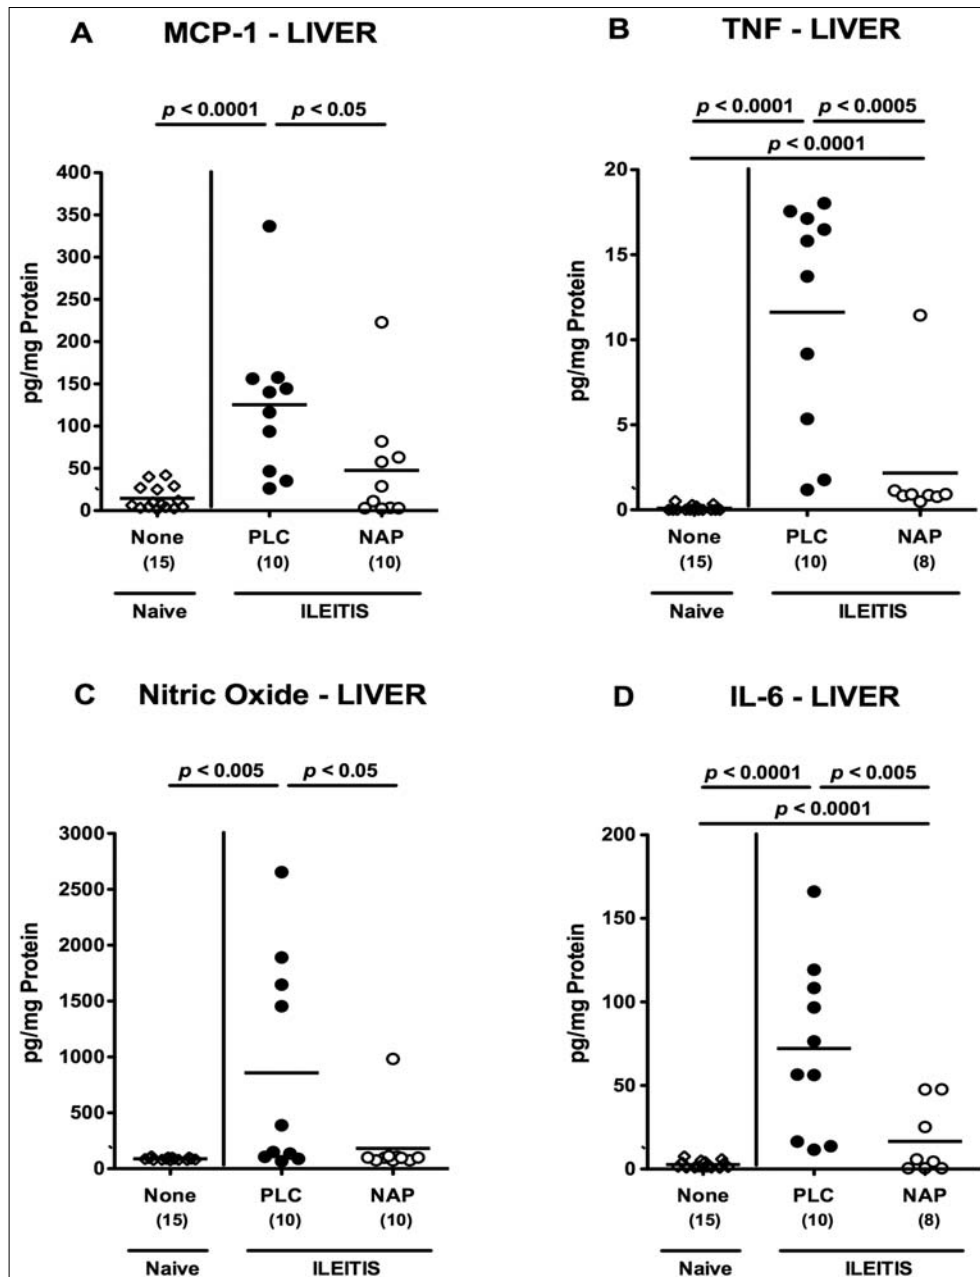 A MCP-1 - LIVER
p < 0.0001 p < 0.05
400
350
300
250
200
150
100
50
0
pg/mg Protein
None PLC NAP
(15) (10) (10)
Naive ILEITIS
B TNF - LIVER
p < 0.0001 p < 0.0005
p < 0.0001
20
15
10
5
0
pg/mg Protein
None PLC NAP
(15) (10) (8)
Naive ILEITIS
C Nitric Oxide - LIVER
p < 0.005 p < 0.05
3000
2500
2000
1500
1000
500
0
pg/mg Protein
None PLC NAP
(15) (10) (10)
Naive ILEITIS
D IL-6 - LIVER
p < 0.0001 p < 0.005
p < 0.0001
200
150
100
50
0
pg/mg Protein
None PLC NAP
(15) (10) (8)
Naive ILEITIS